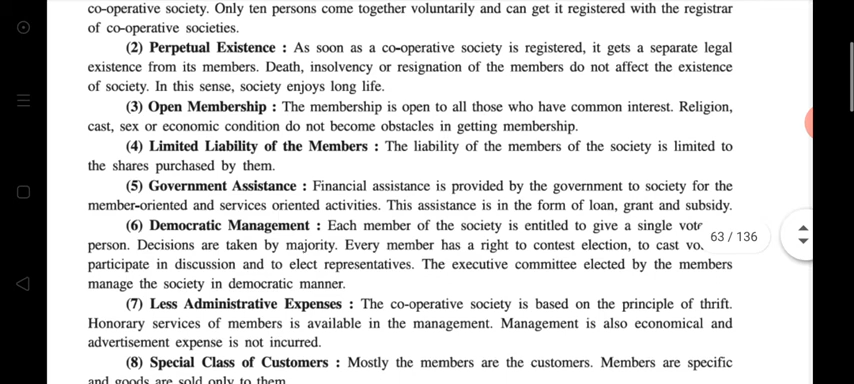 co-operative society. Only ten persons come together voluntarily and can get it registered with the registrar
of co-operative societies.
(2) Perpetual Existence : As soon as a co-operative society is registered, it gets a separate legal
existence from its members. Death, insolvency or resignation of the members do not affect the existence
of society. In this sense, society enjoys long life.
(3) Open Membership : The membership is open to all those who have common interest. Religion,
cast, sex or economic condition do not become obstacles in getting membership.
(4) Limited Liability of the Members : The liability of the members of the society is limited to
the shares purchased by them.
(5) Government Assistance : Financial assistance is provided by the government to society for the
member-oriented and services oriented activities. This assistance is in the form of loan, grant and subsidy.
(6) Democratic Management : Each member of the society is entitled to give a single vote
63 / 136
person. Decisions are taken by majority. Every member has a right to contest election, to cast
participate in discussion and to elect representatives. The executive committee elected by the members
manage the society in democratic manner.
(7) Less Administrative Expenses : The co-operative society is based on the principle of thrift.
Honorary services of members is available in the management. Management is also economical and
advertisement expense is not incurred.
(8) Special Class of Customers : Mostly the members are the customers. Members are specific
and goods are sold only to them.